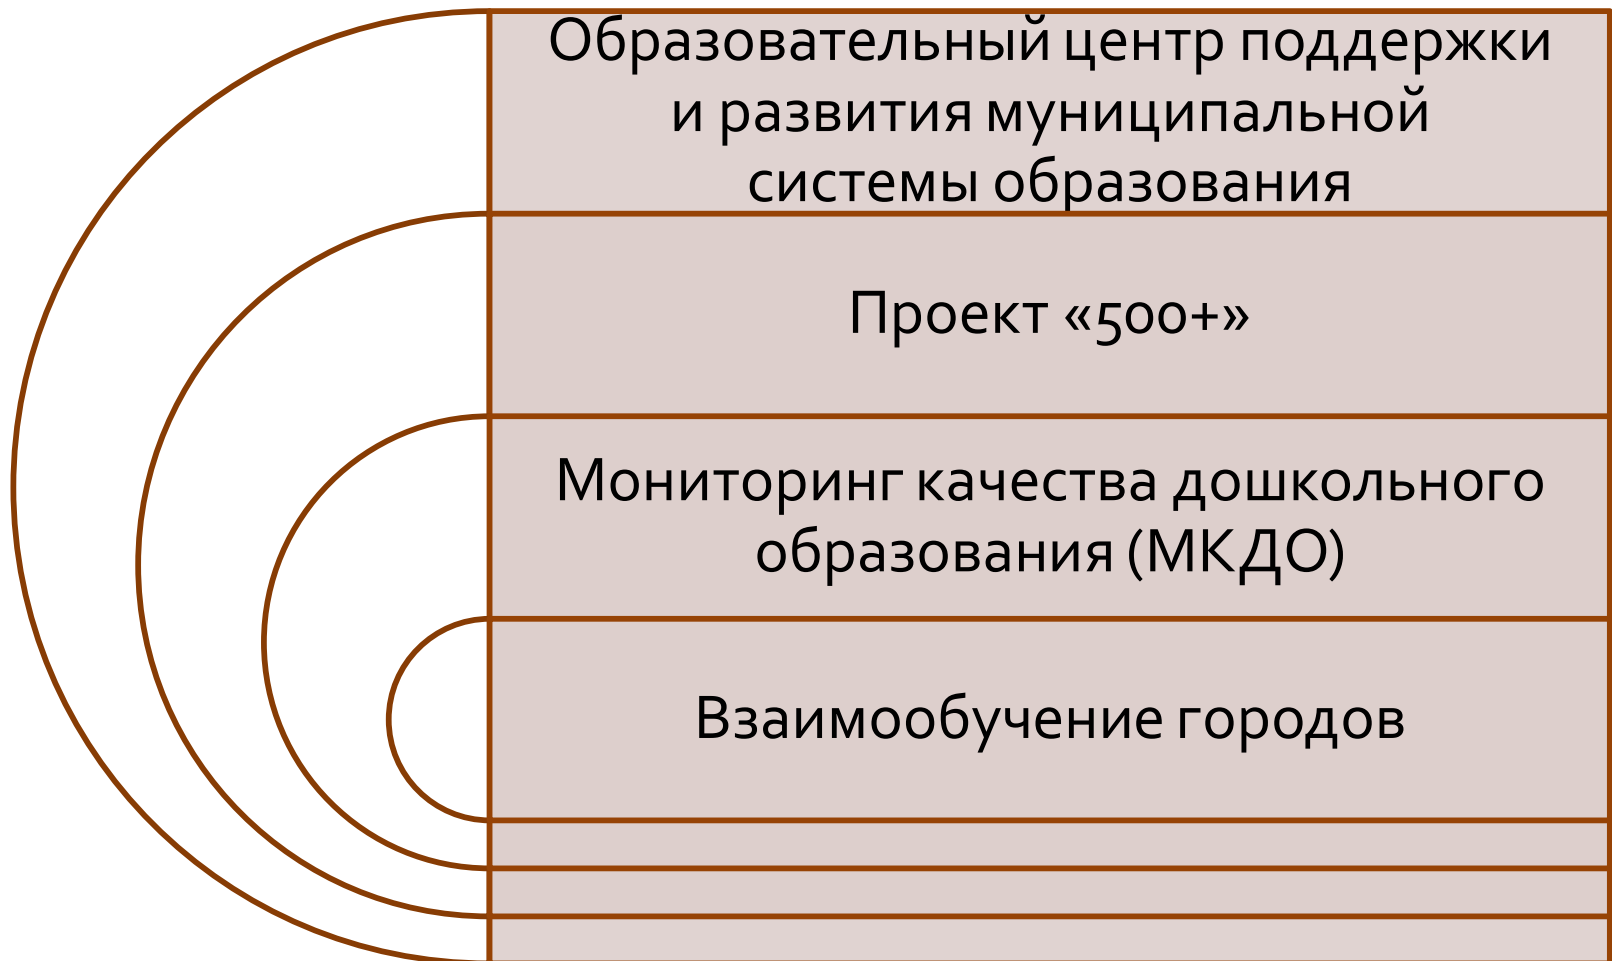 Образовательный центр поддержки
и развития муниципальной
системы образования
Проект «500+»
Мониторинг качества дошкольного
образования (МКДО)
Взаимообучение городов